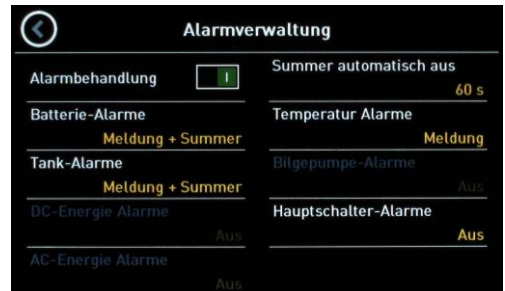 Alarmverwaltung
Alarmbehandlung
I
Batterie-Alarme
Meldung + Summer
Tank-Alarme
Meldung + Summer
DC-Energie Alarme
Aus
AC-Energie Alarme
Aus
Summer automatisch aus
60 s
Temperatur Alarme
Meldung
Bilgepumpe-Alarme
Aus
Hauptschalter-Alarme
Aus